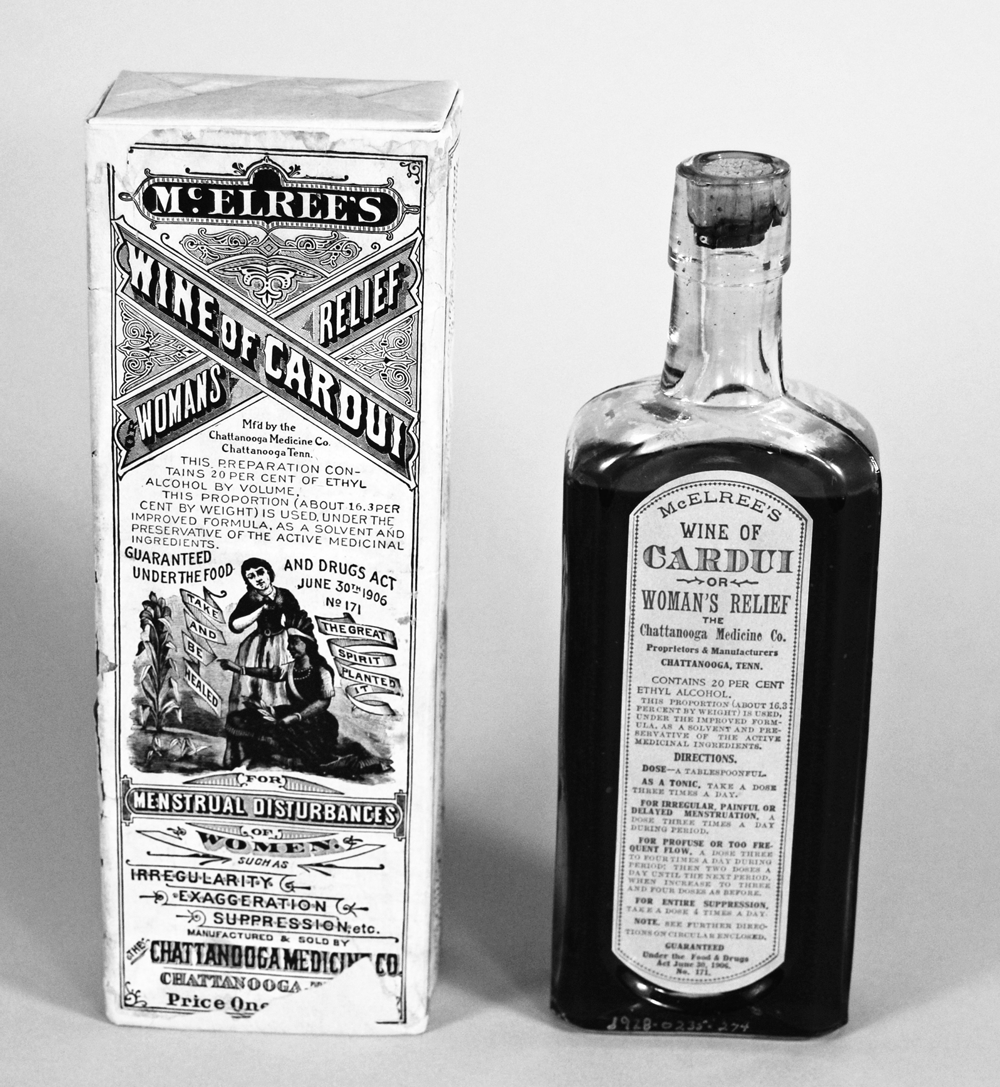 McELREE'S
WINE OF CARDUI
AND WOMANS RELIEF
Mf'd by the
Chattanooga Medicine Co.
Chattanooga Tenn.
THIS PREPARATION CON-
TAINS 20 PER CENT OF ETHYL
ALCOHOL BY VOLUME.
THIS PROPORTION (ABOUT 16.3 PER
CENT BY WEIGHT) IS USED, UNDER THE
IMPROVED FORMULA, AS A SOLVENT AND
PRESERVATIVE OF THE ACTIVE MEDICINAL
INGREDIENTS.
GUARANTEED
UNDER THE FOOD
AND DRUGS ACT
JUNE 30TH 1906
No 171
TAKE
AND
BE
HEALED
THE GREAT
SPIRIT
PLANTED
IT
FOR
MENSTRUAL DISTURBANCES
OF
WOMEN.
SUCH AS
IRREGULARITY
EXAGGERATION
SUPPRESSION, etc.
MANUFACTURED & SOLD BY
THE CHATTANOOGA MEDICINE CO.
CHATTANOOGA
Price One
McELREE'S
WINE OF
CARDUI
OR
WOMAN'S RELIEF
THE
Chattanooga Medicine Co.
Proprietors & Manufacturers
CHATTANOOGA, TENN.
CONTAINS 20 PER CENT
ETHYL ALCOHOL.
THIS PROPORTION (ABOUT 16.3
PER CENT BY WEIGHT) IS USED,
UNDER THE IMPROVED FORM-
ULA, AS A SOLVENT AND PRE-
SERVATIVE OF THE ACTIVE
MEDICINAL INGREDIENTS.
DIRECTIONS.
DOSE—A TABLESPOONFUL.
AS A TONIC, TAKE A DOSE
THREE TIMES A DAY.
FOR IRREGULAR, PAINFUL OR
DELAYED MENSTRUATION, A
DOSE THREE TIMES A DAY
DURING PERIOD.
FOR PROFUSE OR TOO FRE-
QUENT FLOW, A DOSE THREE
TO FOUR TIMES A DAY DURING
PERIOD; THEN TWO DOSES A
DAY UNTIL THE NEXT PERIOD,
WHEN INCREASE TO THREE
AND FOUR DOSES AS BEFORE.
FOR ENTIRE SUPPRESSION,
TAKE A DOSE 4 TIMES A DAY.
NOTE. SEE FURTHER DIREC-
TIONS ON CIRCULAR ENCLOSED.
GUARANTEED
Under the Food & Drugs
Act June 30, 1906.
No. 171.